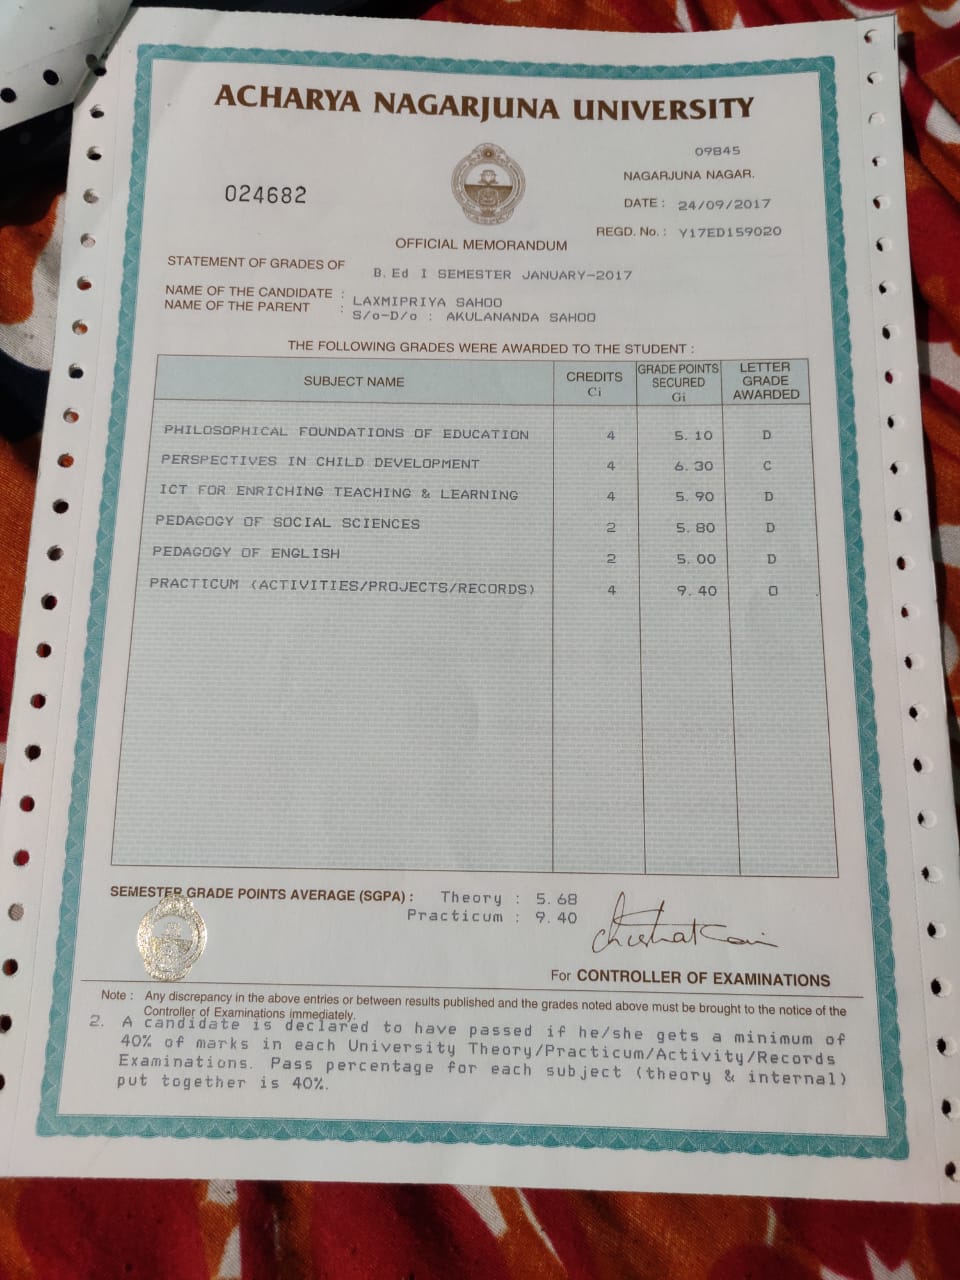 ACHARYA NAGARJUNA UNIVERSITY
09B45
024682
NAGARJUNA NAGAR.
DATE : 24/09/2017
REGD. No. : Y17ED159020
OFFICIAL MEMORANDUM
STATEMENT OF GRADES OF B.Ed I SEMESTER JANUARY-2017
NAME OF THE CANDIDATE : LAXMIPRIYA SAHOO
NAME OF THE PARENT : S/o-D/o : AKULANANDA SAHOO
THE FOLLOWING GRADES WERE AWARDED TO THE STUDENT :
SUBJECT NAME CREDITS Ci GRADE POINTS SECURED Gi LETTER GRADE AWARDED
PHILOSOPHICAL FOUNDATIONS OF EDUCATION 4 5.10 D
PERSPECTIVES IN CHILD DEVELOPMENT 4 6.30 C
ICT FOR ENRICHING TEACHING & LEARNING 4 5.90 D
PEDAGOGY OF SOCIAL SCIENCES 2 5.80 D
PEDAGOGY OF ENGLISH 2 5.00 D
PRACTICUM (ACTIVITIES/PROJECTS/RECORDS) 4 9.40 O
SEMESTER GRADE POINTS AVERAGE (SGPA) : Theory : 5.68
Practicum : 9.40
For CONTROLLER OF EXAMINATIONS
Note : Any discrepancy in the above entries or between results published and the grades noted above must be brought to the notice of the
Controller of Examinations immediately.
2. A candidate is declared to have passed if he/she gets a minimum of
40% of marks in each University Theory/Practicum/Activity/Records
Examinations. Pass percentage for each subject (theory & internal)
put together is 40%.